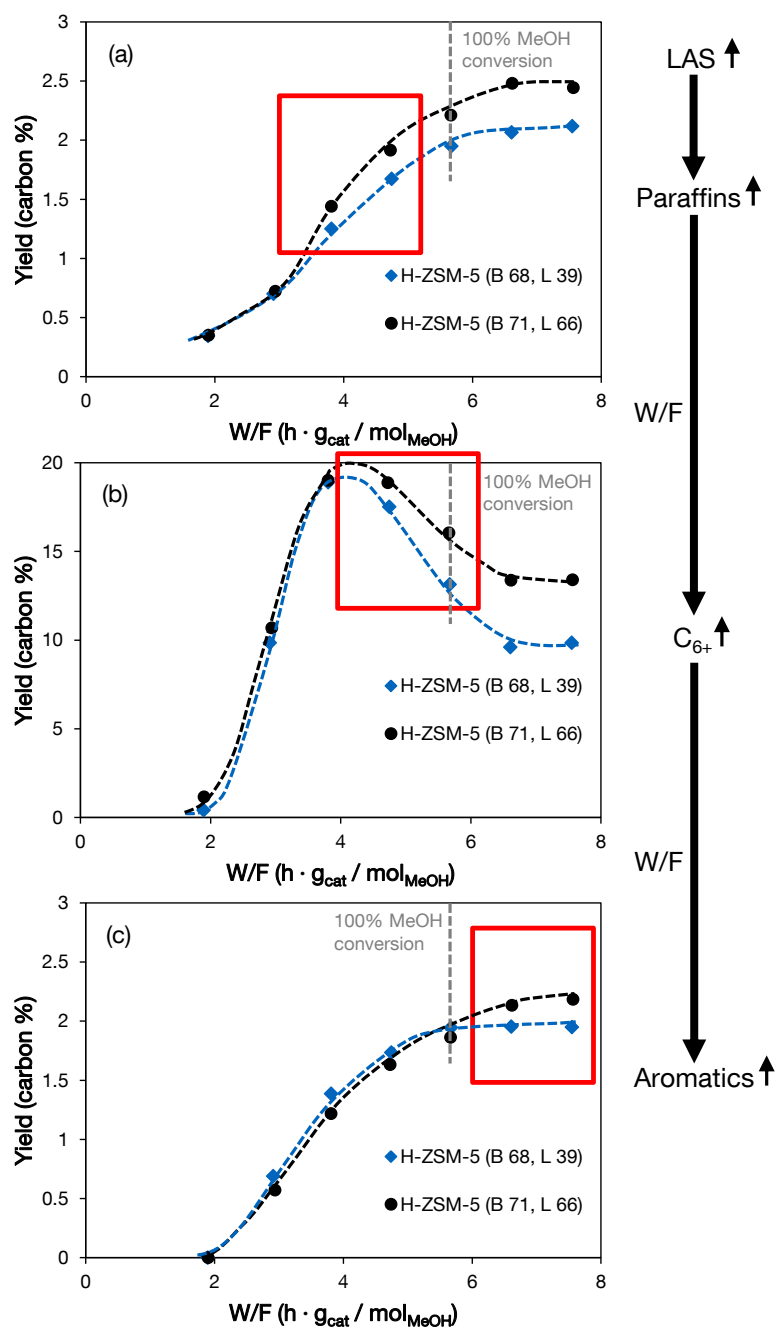 (a)
100% MeOH
conversion
Yield (carbon %)
3
2.5
2
1.5
1
0.5
0
H-ZSM-5 (B 68, L 39)
H-ZSM-5 (B 71, L 66)
0 2 4 6 8
W/F (h · gcat / molMeOH)
(b)
100% MeOH
conversion
Yield (carbon %)
20
15
10
5
0
H-ZSM-5 (B 68, L 39)
H-ZSM-5 (B 71, L 66)
0 2 4 6 8
W/F (h · gcat / molMeOH)
(c)
100% MeOH
conversion
Yield (carbon %)
3
2.5
2
1.5
1
0.5
0
H-ZSM-5 (B 68, L 39)
H-ZSM-5 (B 71, L 66)
0 2 4 6 8
W/F (h · gcat / molMeOH)
LAS ↑
Paraffins ↑
W/F
C6+ ↑
W/F
Aromatics ↑